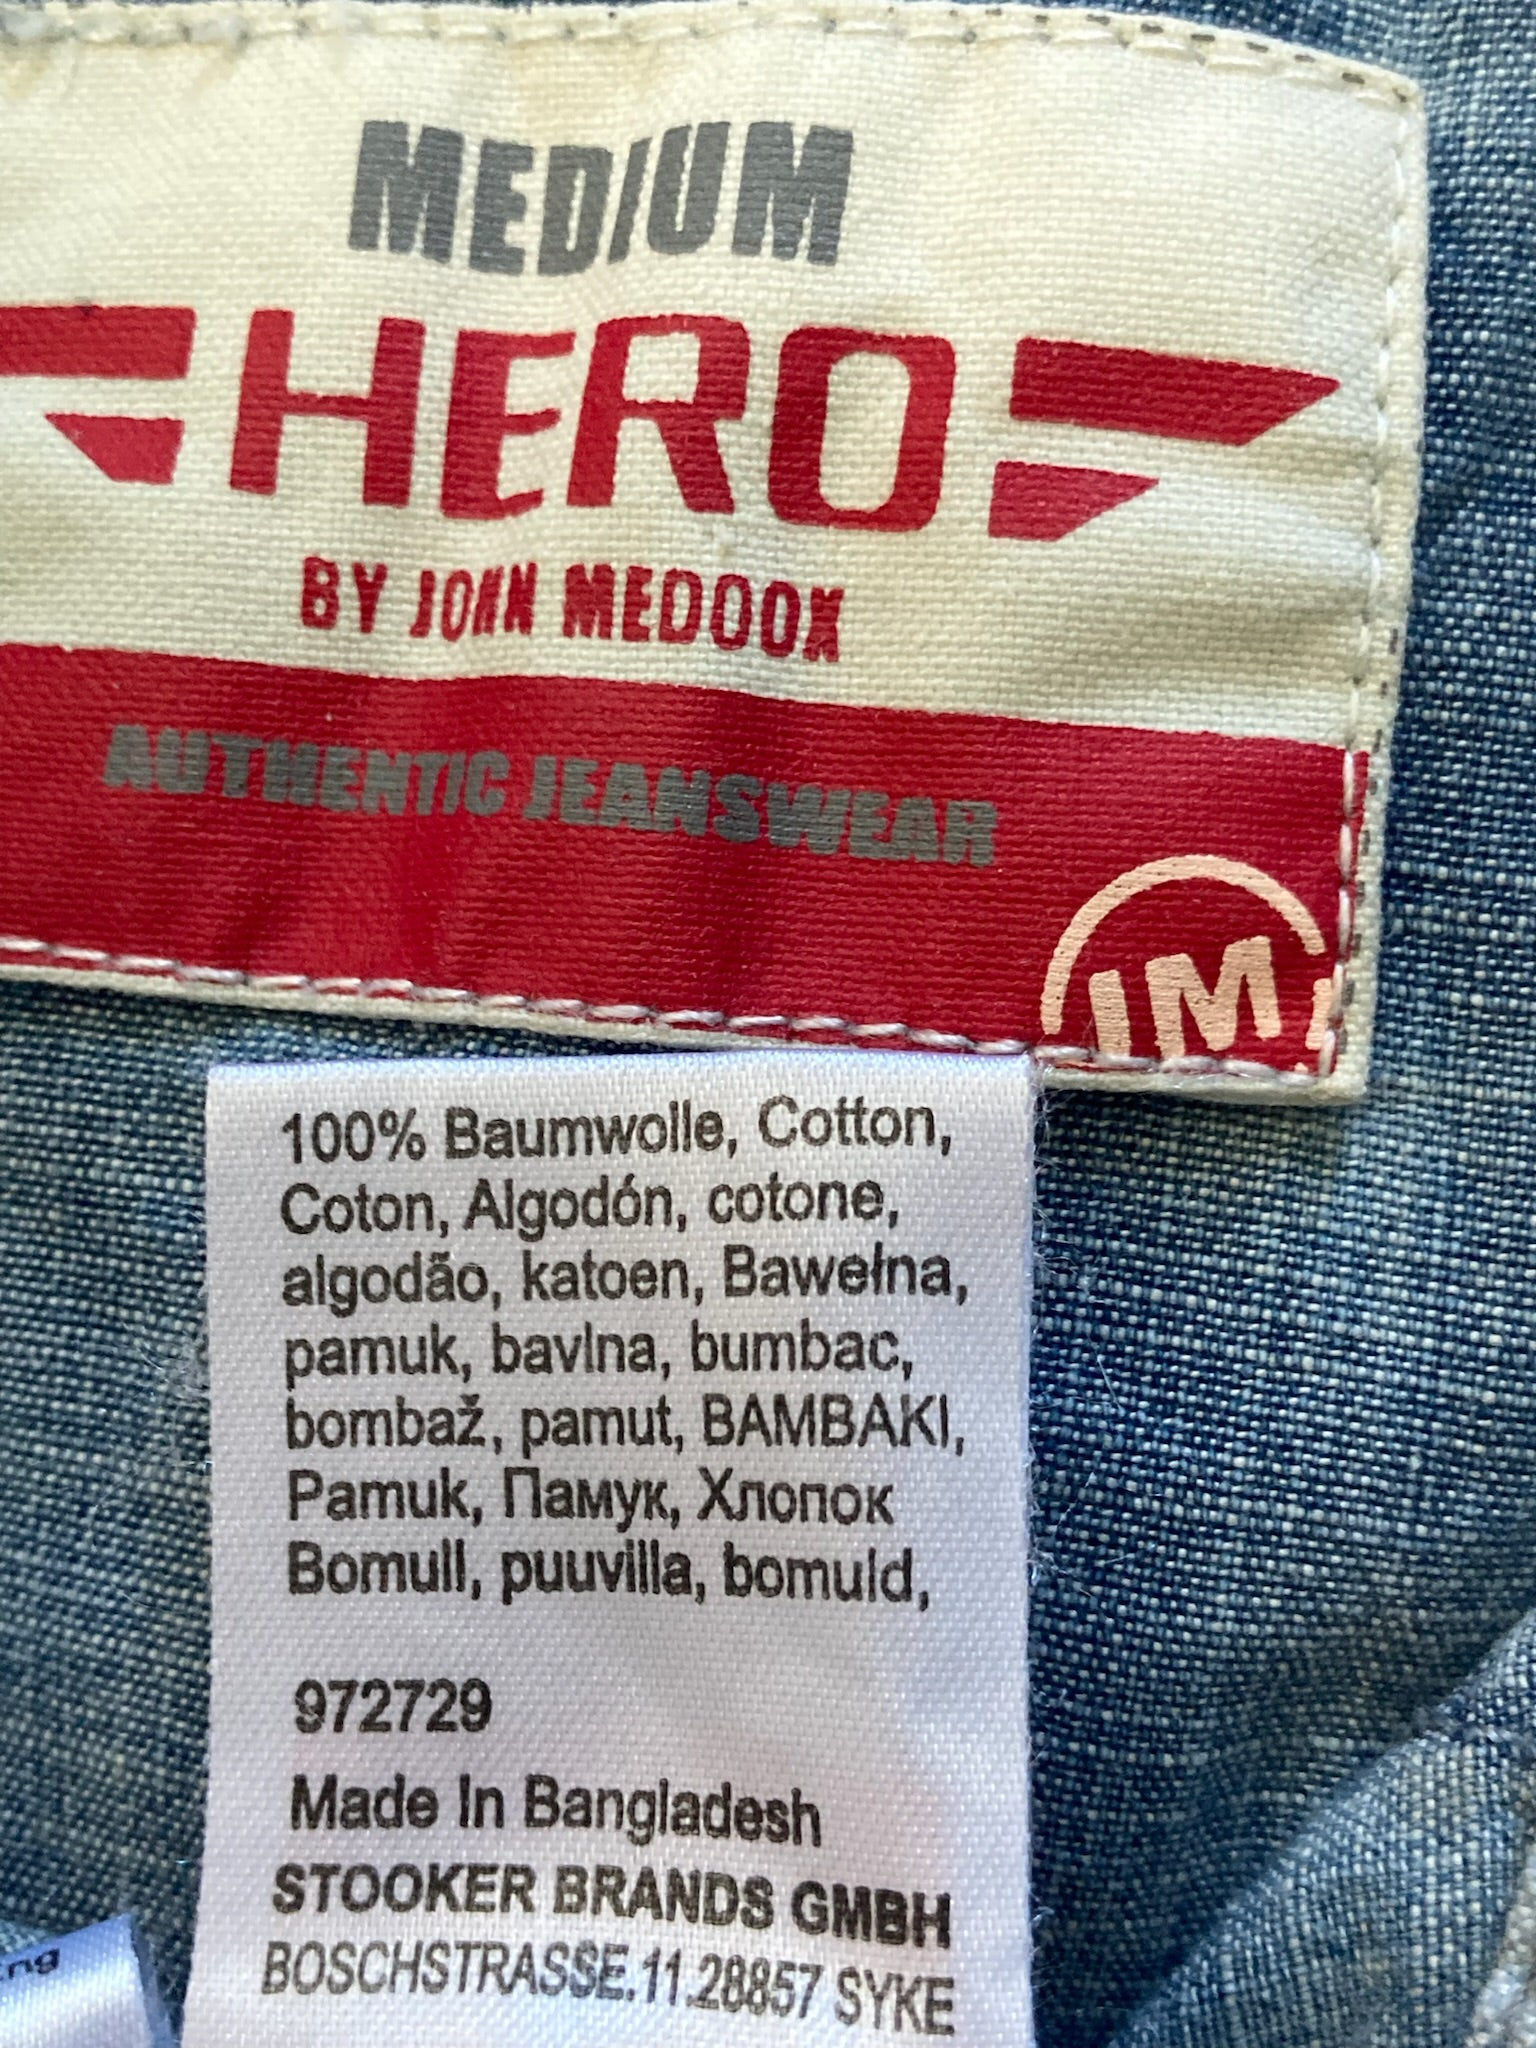 MEDIUM
HERO
BY JOHN MEDOOX
AUTHENTIC JEANSWEAR
100% Baumwolle, Cotton,
Coton, Algodón, cotone,
algodão, katoen, Bawełna,
pamuk, bavlna, bumbac,
bombaž, pamut, BAMBAKI,
Pamuk, Памук, Хлопок
Bomull, puuvilla, bomuld,
972729
Made In Bangladesh
STOOKER BRANDS GMBH
BOSCHSTRASSE.11.28857 SYKE